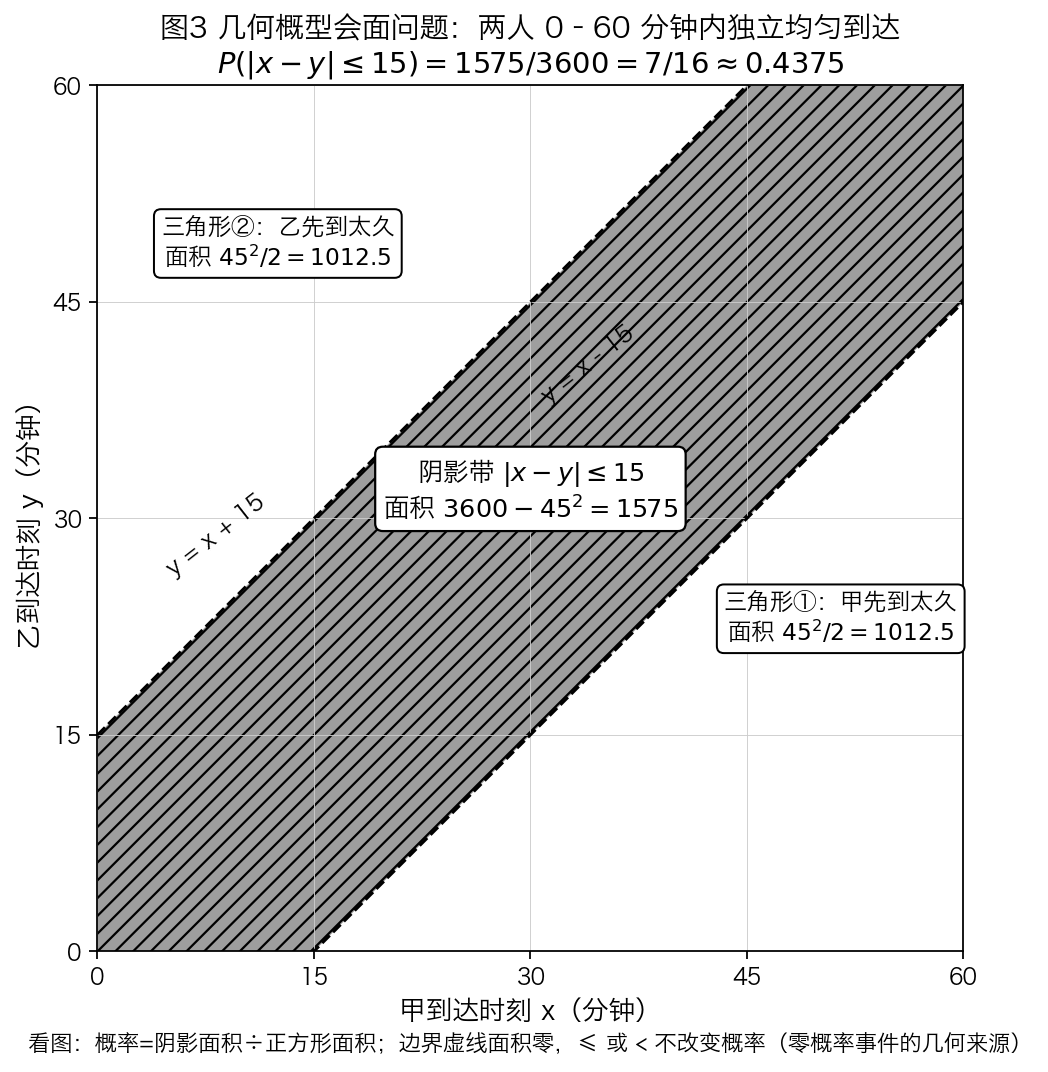 图3 几何概型会面问题：两人 0 - 60 分钟内独立均匀到达
P(|x − y| ≤ 15) = 1575/3600 = 7/16 ≈ 0.4375
60
三角形②：乙先到太久
面积 45²/2 = 1012.5
45
y = x - 15
阴影带 |x − y| ≤ 15
面积 3600 − 45² = 1575
y = x + 15
30
乙到达时刻 y（分钟）
三角形①：甲先到太久
面积 45²/2 = 1012.5
15
0
0 15 30 45 60
甲到达时刻 x（分钟）
看图：概率=阴影面积÷正方形面积；边界虚线面积零，≤ 或 < 不改变概率（零概率事件的几何来源）